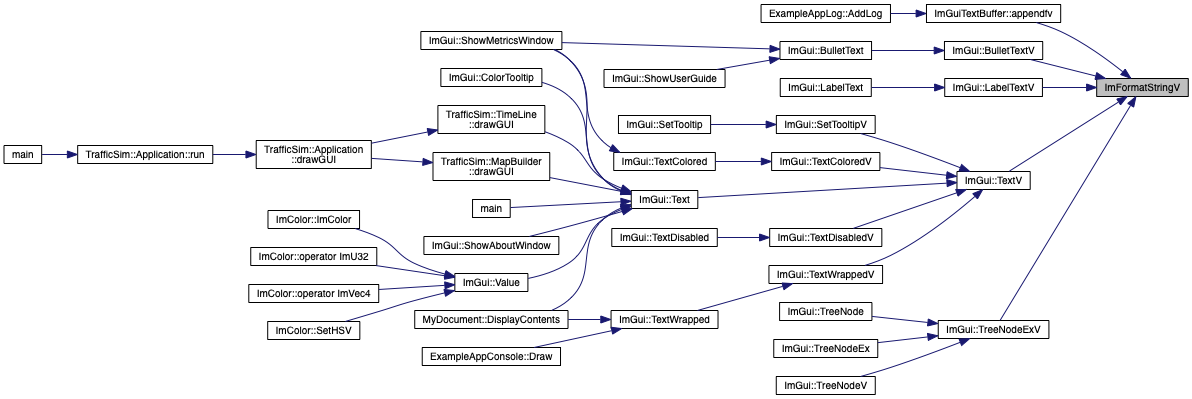 ExampleAppLog::AddLog
ImGuiTextBuffer::appendfv
ImGui::ShowMetricsWindow
ImGui::BulletText
ImGui::BulletTextV
ImGui::ColorTooltip
ImGui::ShowUserGuide
ImGui::LabelText
ImGui::LabelTextV
ImFormatStringV
TrafficSim::TimeLine
::drawGUI
ImGui::SetTooltip
ImGui::SetTooltipV
main
TrafficSim::Application::run
TrafficSim::Application
::drawGUI
TrafficSim::MapBuilder
::drawGUI
ImGui::TextColored
ImGui::TextColoredV
ImGui::TextV
main
ImGui::Text
ImColor::ImColor
ImGui::ShowAboutWindow
ImGui::TextDisabled
ImGui::TextDisabledV
ImColor::operator ImU32
ImGui::Value
ImGui::TextWrappedV
ImColor::operator ImVec4
MyDocument::DisplayContents
ImGui::TextWrapped
ImGui::TreeNode
ImColor::SetHSV
ImGui::TreeNodeExV
ExampleAppConsole::Draw
ImGui::TreeNodeEx
ImGui::TreeNodeV